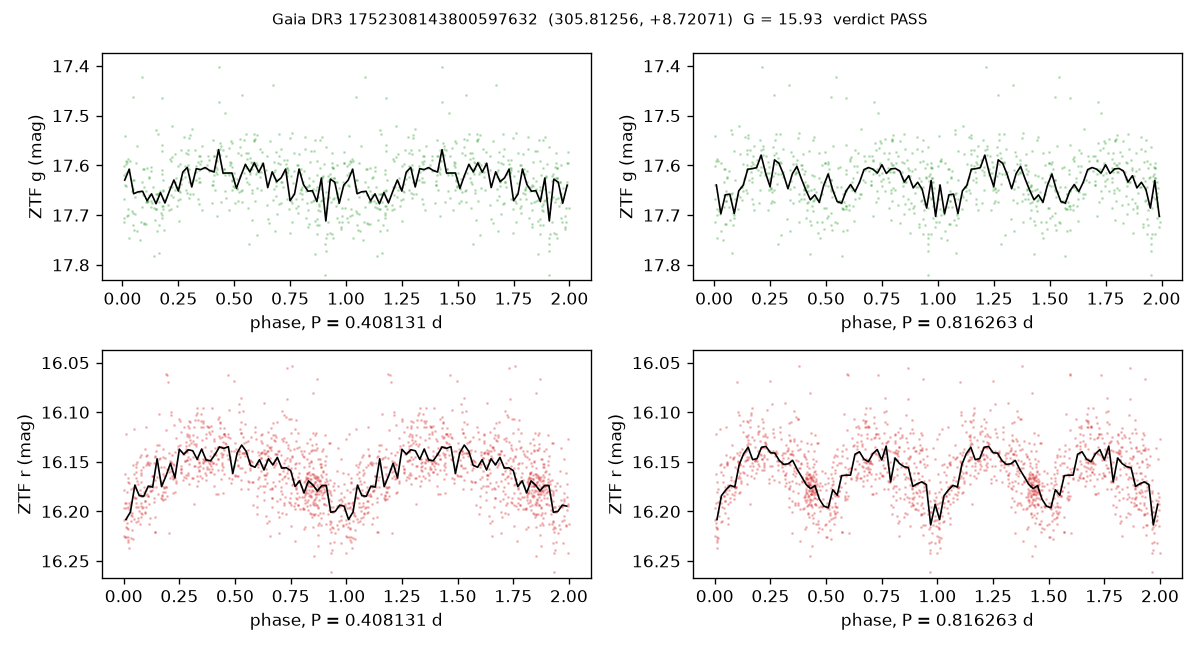 Gaia DR3 1752308143800597632 (305.81256, +8.72071) G = 15.93 verdict PASS
17.4
17.5
17.6
17.7
17.8
ZTF g (mag)
0.00 0.25 0.50 0.75 1.00 1.25 1.50 1.75 2.00
phase, P = 0.408131 d
17.4
17.5
17.6
17.7
17.8
ZTF g (mag)
0.00 0.25 0.50 0.75 1.00 1.25 1.50 1.75 2.00
phase, P = 0.816263 d
16.05
16.10
16.15
16.20
16.25
ZTF r (mag)
0.00 0.25 0.50 0.75 1.00 1.25 1.50 1.75 2.00
phase, P = 0.408131 d
16.05
16.10
16.15
16.20
16.25
ZTF r (mag)
0.00 0.25 0.50 0.75 1.00 1.25 1.50 1.75 2.00
phase, P = 0.816263 d